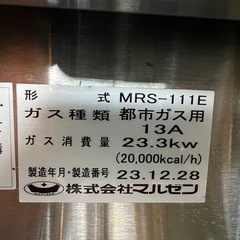 形式 MRS-111E
ガス種類 都市ガス用
13A
ガス消費量 23.3kw
(20,000kcal/h)
製造年月・製造番号 23.12.28
株式会社マルゼン